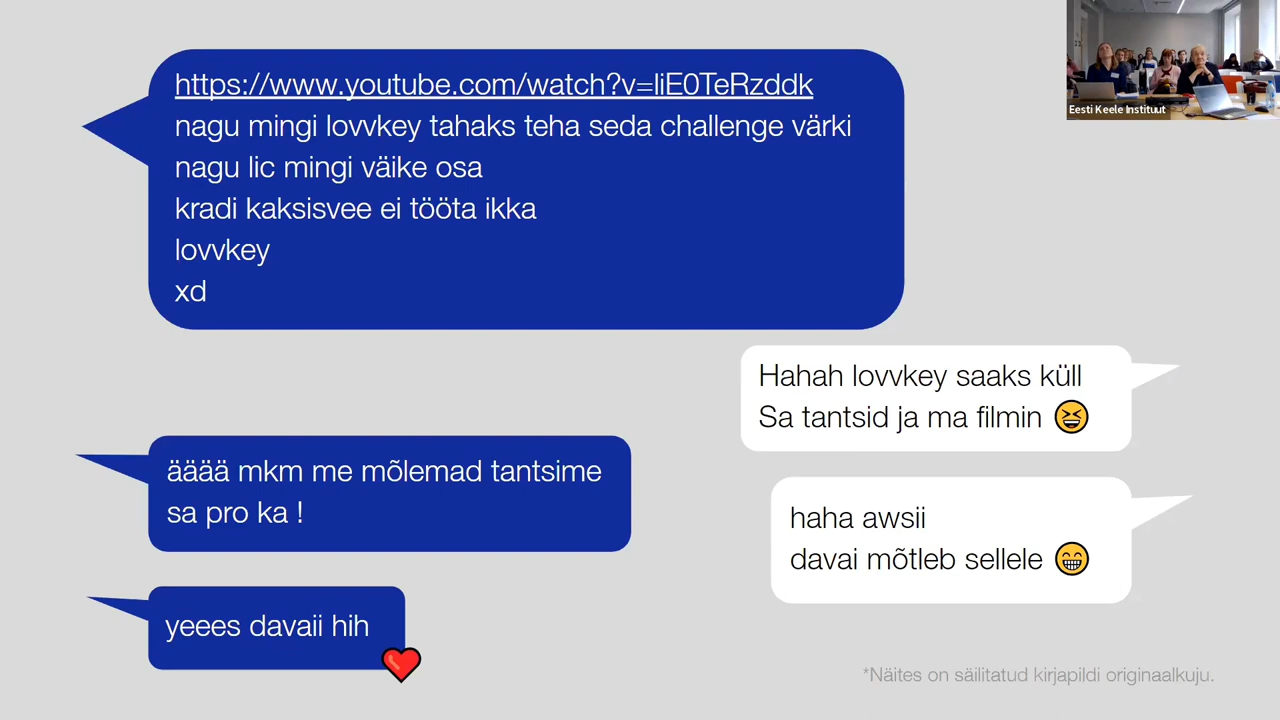 https://www.youtube.com/watch?v=liE0TeRzddk
nagu mingi lovvkey tahaks teha seda challenge värki
nagu lic mingi väike osa
kradi kaksisvee ei tööta ikka
lovvkey
xd
Hahah lovvkey saaks küll
Sa tantsid ja ma filmin 😆
ääää mkm me mõlemad tantsime
sa pro ka !
haha awsii
davai mõtleb sellele 😁
yeees davaii hih
*Näites on säilitatud kirjapildi originaalkuju.
Eesti Keele Instituut